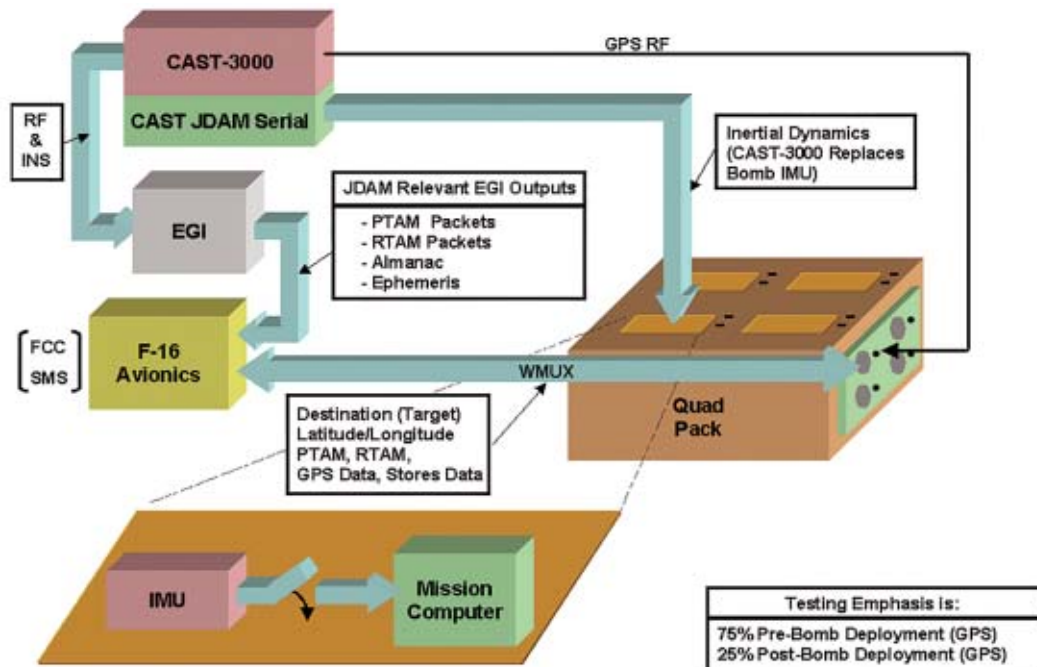 GPS RF
CAST-3000
CAST JDAM Serial
RF
&
INS
Inertial Dynamics
(CAST-3000 Replaces
Bomb IMU)
JDAM Relevant EGI Outputs
- PTAM Packets
- RTAM Packets
- Almanac
- Ephemeris
EGI
FCC
SMS
F-16
Avionics
WMUX
Quad
Pack
Destination (Target)
Latitude/Longitude
PTAM, RTAM,
GPS Data, Stores Data
IMU
Mission
Computer
Testing Emphasis is:
75% Pre-Bomb Deployment (GPS)
25% Post-Bomb Deployment (GPS)